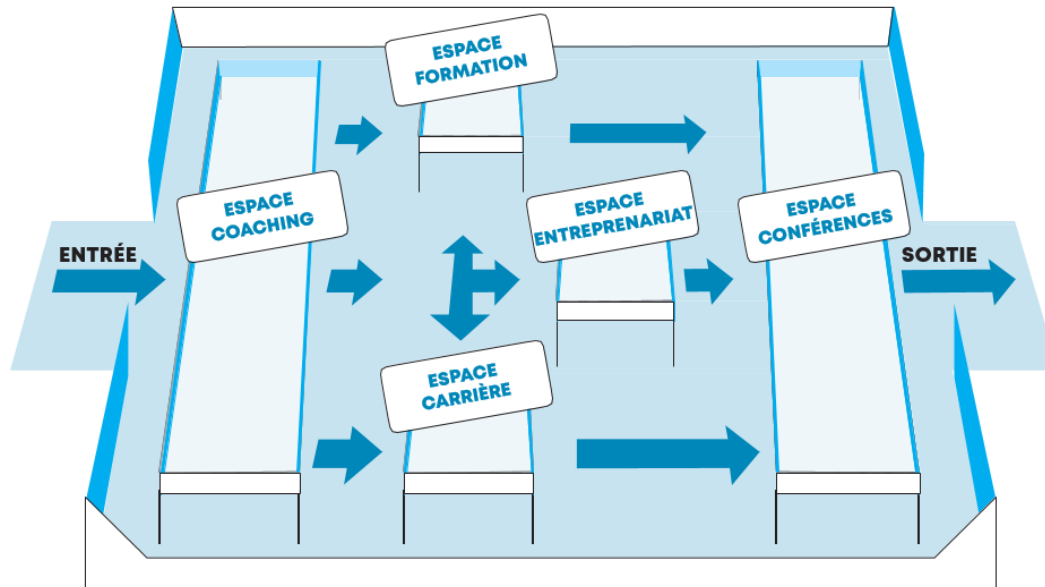 ESPACE
FORMATION
ESPACE
COACHING
ESPACE
ENTREPRENARIAT
ESPACE
CONFÉRENCES
ENTRÉE
SORTIE
ESPACE
CARRIÈRE